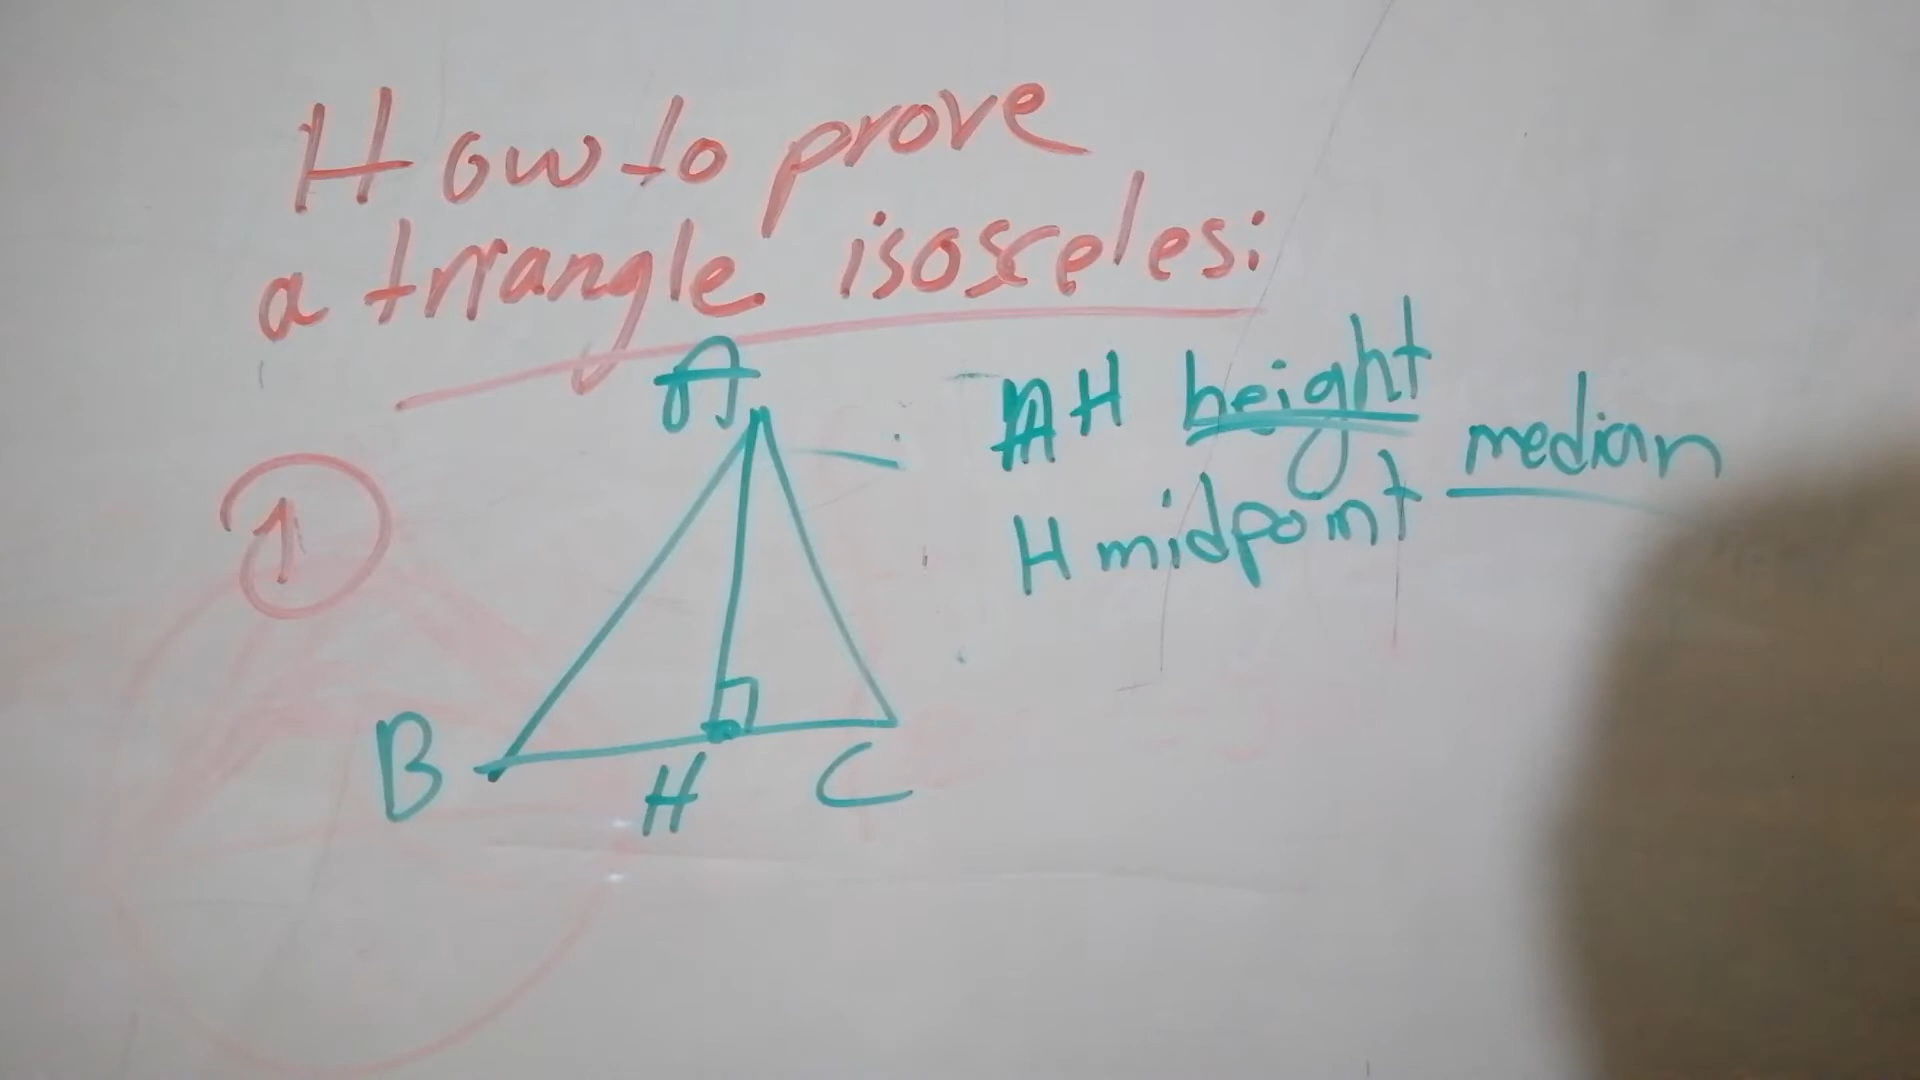 How to prove
a triangle isosceles:
A
1
AH height
median
H midpoint
B
H
C